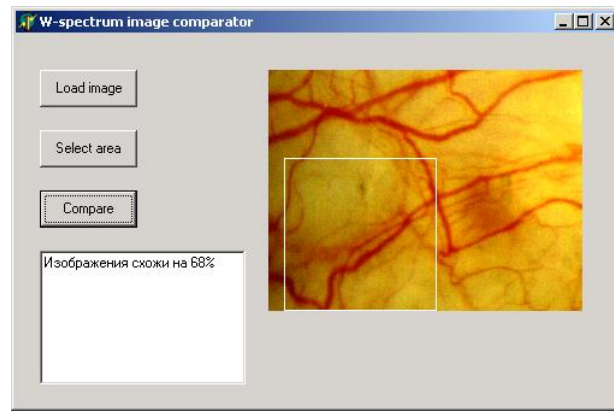 W-spectrum image comparator
Load image
Select area
Compare
Изображения схожи на 68%